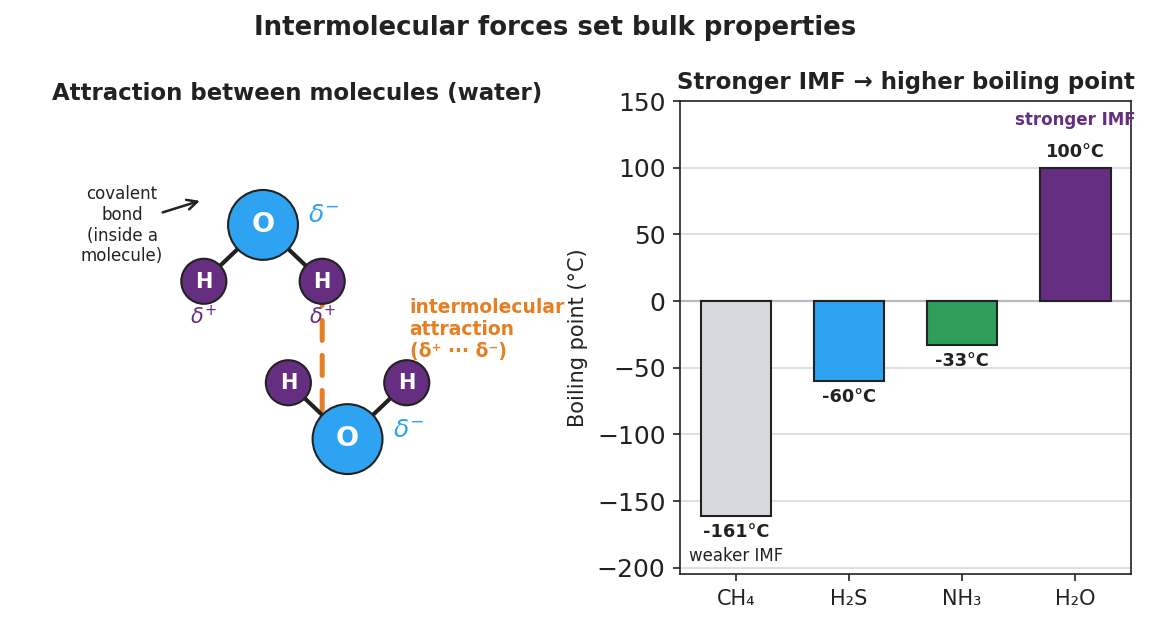 Intermolecular forces set bulk properties
Attraction between molecules (water)
covalent
bond
(inside a
molecule)
O
δ⁻
H
H
δ⁺
δ⁺
intermolecular
attraction
(δ⁺ ··· δ⁻)
H
H
O
δ⁻
Stronger IMF → higher boiling point
Boiling point (°C)
150
100
50
0
−50
−100
−150
−200
stronger IMF
100°C
-33°C
-60°C
-161°C
weaker IMF
CH₄
H₂S
NH₃
H₂O